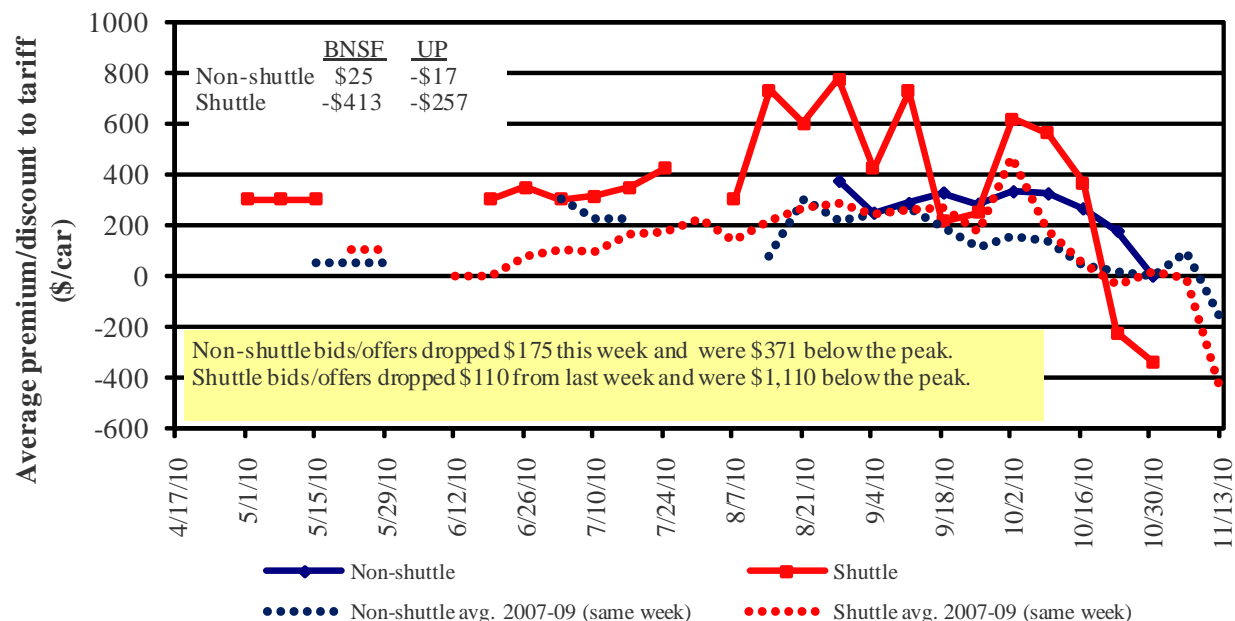 Average premium/discount to tariff
($/car)
1000
800
600
400
200
0
-200
-400
-600
BNSF UP
Non-shuttle $25 -$17
Shuttle -$413 -$257
Non-shuttle bids/offers dropped $175 this week and were $371 below the peak.
Shuttle bids/offers dropped $110 from last week and were $1,110 below the peak.
4/17/10
5/1/10
5/15/10
5/29/10
6/12/10
6/26/10
7/10/10
7/24/10
8/7/10
8/21/10
9/4/10
9/18/10
10/2/10
10/16/10
10/30/10
11/13/10
Non-shuttle
Shuttle
Non-shuttle avg. 2007-09 (same week)
Shuttle avg. 2007-09 (same week)